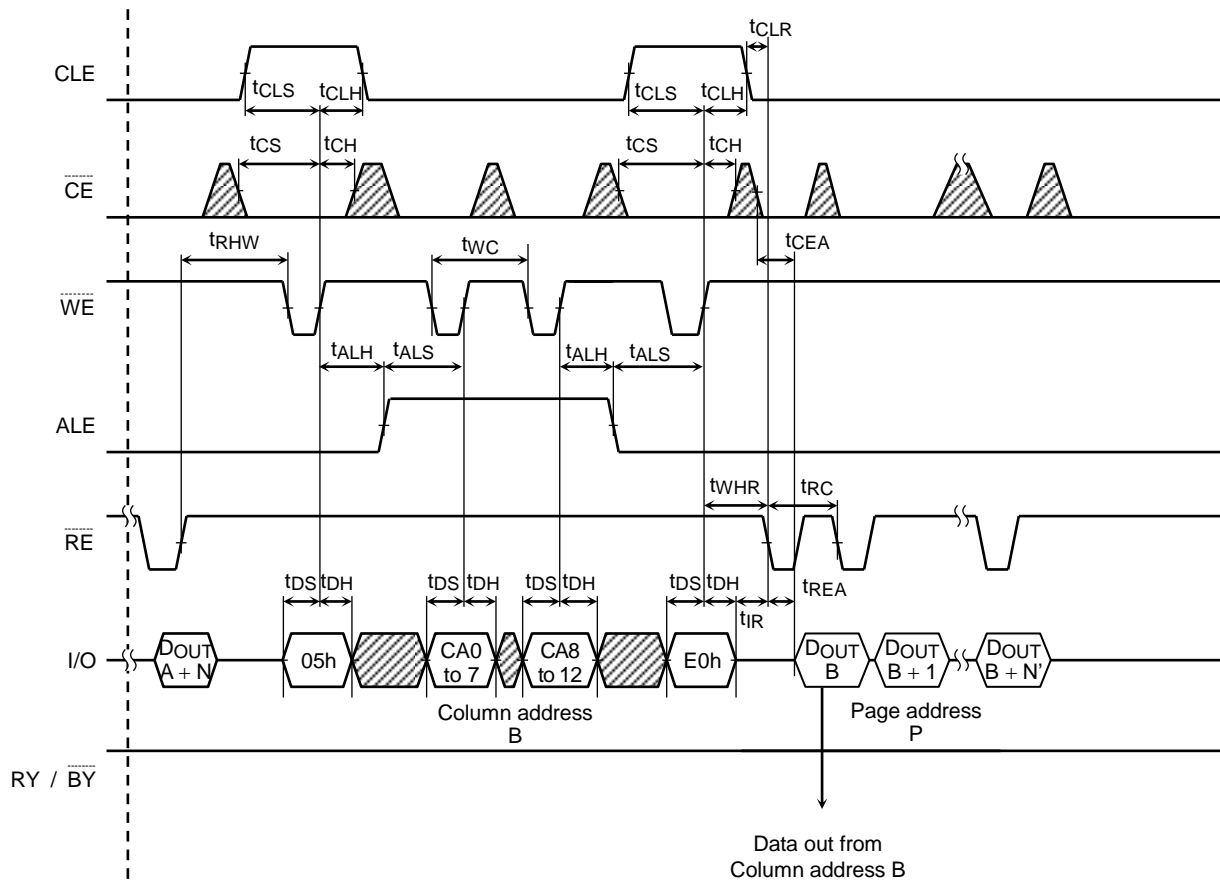 tCLR
CLE
tCLS tCLH tCLS tCLH
tCS tCH tCS tCH
CE
tRHW tWC tCEA
WE
tALH tALS tALH tALS
ALE
tWHR tRC
RE
tDS tDH tDS tDH tDS tDH tDS tDH tREA
tIR
I/O
DOUT
A + N
05h
CA0
to 7
CA8
to 12
E0h
DOUT
B
DOUT
B + 1
DOUT
B + N’
Column address
B
Page address
P
RY / BY
Data out from
Column address B